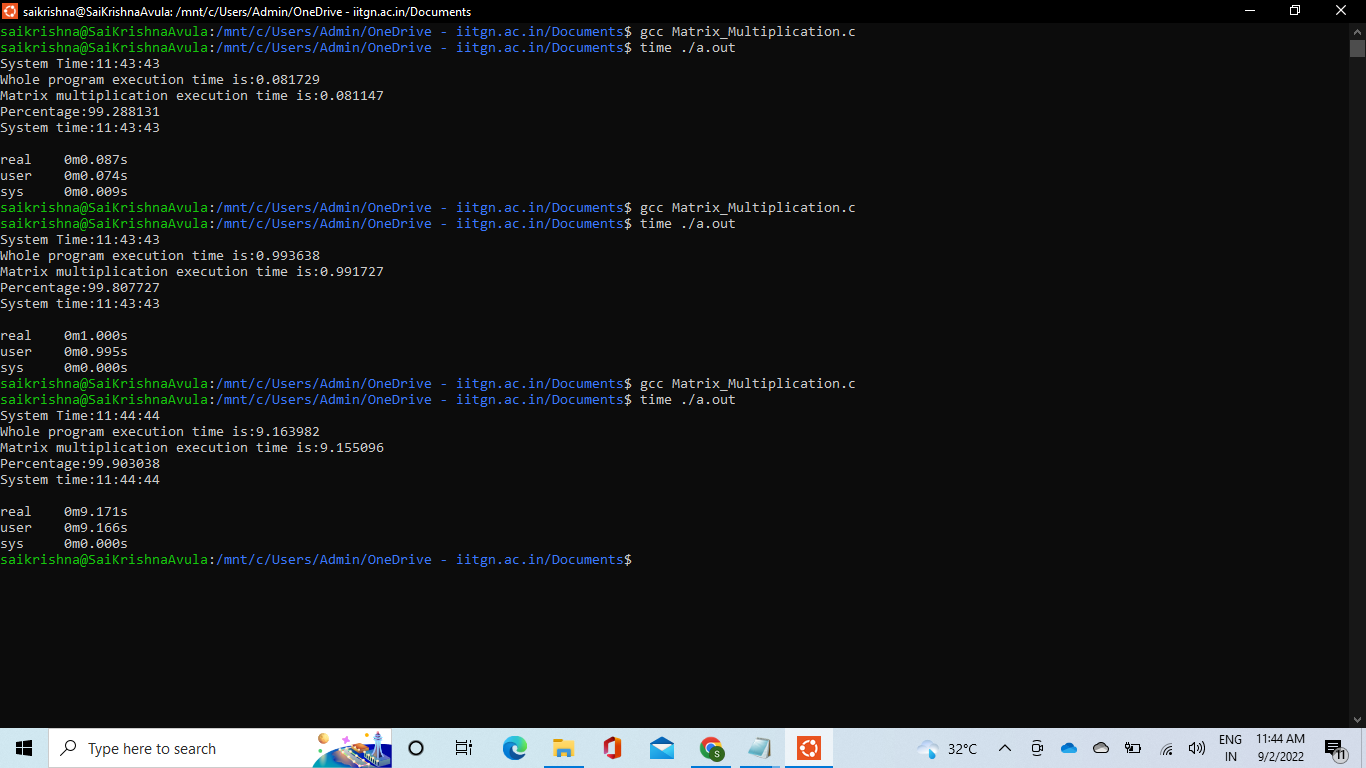 saikrishna@SaiKrishnaAvula: /mnt/c/Users/Admin/OneDrive - iitgn.ac.in/Documents
saikrishna@SaiKrishnaAvula:/mnt/c/Users/Admin/OneDrive - iitgn.ac.in/Documents$ gcc Matrix_Multiplication.c
saikrishna@SaiKrishnaAvula:/mnt/c/Users/Admin/OneDrive - iitgn.ac.in/Documents$ time ./a.out
System Time:11:43:43
Whole program execution time is:0.081729
Matrix multiplication execution time is:0.081147
Percentage:99.288131
System time:11:43:43
real 0m0.087s
user 0m0.074s
sys 0m0.009s
saikrishna@SaiKrishnaAvula:/mnt/c/Users/Admin/OneDrive - iitgn.ac.in/Documents$ gcc Matrix_Multiplication.c
saikrishna@SaiKrishnaAvula:/mnt/c/Users/Admin/OneDrive - iitgn.ac.in/Documents$ time ./a.out
System Time:11:43:43
Whole program execution time is:0.993638
Matrix multiplication execution time is:0.991727
Percentage:99.807727
System time:11:43:43
real 0m1.000s
user 0m0.995s
sys 0m0.000s
saikrishna@SaiKrishnaAvula:/mnt/c/Users/Admin/OneDrive - iitgn.ac.in/Documents$ gcc Matrix_Multiplication.c
saikrishna@SaiKrishnaAvula:/mnt/c/Users/Admin/OneDrive - iitgn.ac.in/Documents$ time ./a.out
System Time:11:44:44
Whole program execution time is:9.163982
Matrix multiplication execution time is:9.155096
Percentage:99.903038
System time:11:44:44
real 0m9.171s
user 0m9.166s
sys 0m0.000s
saikrishna@SaiKrishnaAvula:/mnt/c/Users/Admin/OneDrive - iitgn.ac.in/Documents$
Type here to search
S
32°C
ENG
IN
11:44 AM
9/2/2022
11